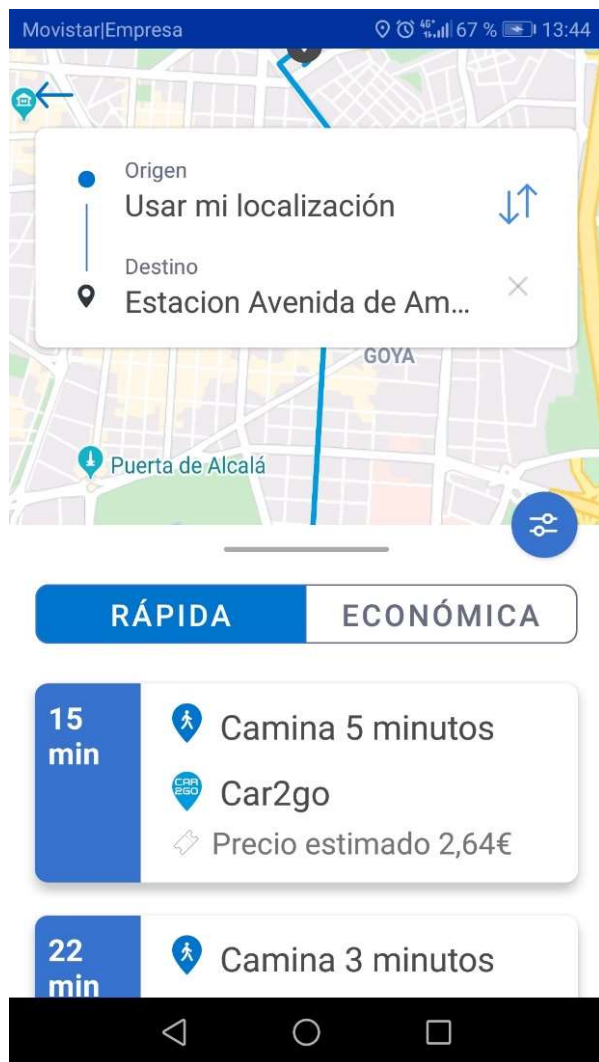 Movistar|Empresa 67 % 13:44
Origen
Usar mi localización
Destino
Estacion Avenida de Am...
GOYA
Puerta de Alcalá
RÁPIDA ECONÓMICA
15 min
Camina 5 minutos
CAR2GO
Car2go
Precio estimado 2,64€
22 min
Camina 3 minutos